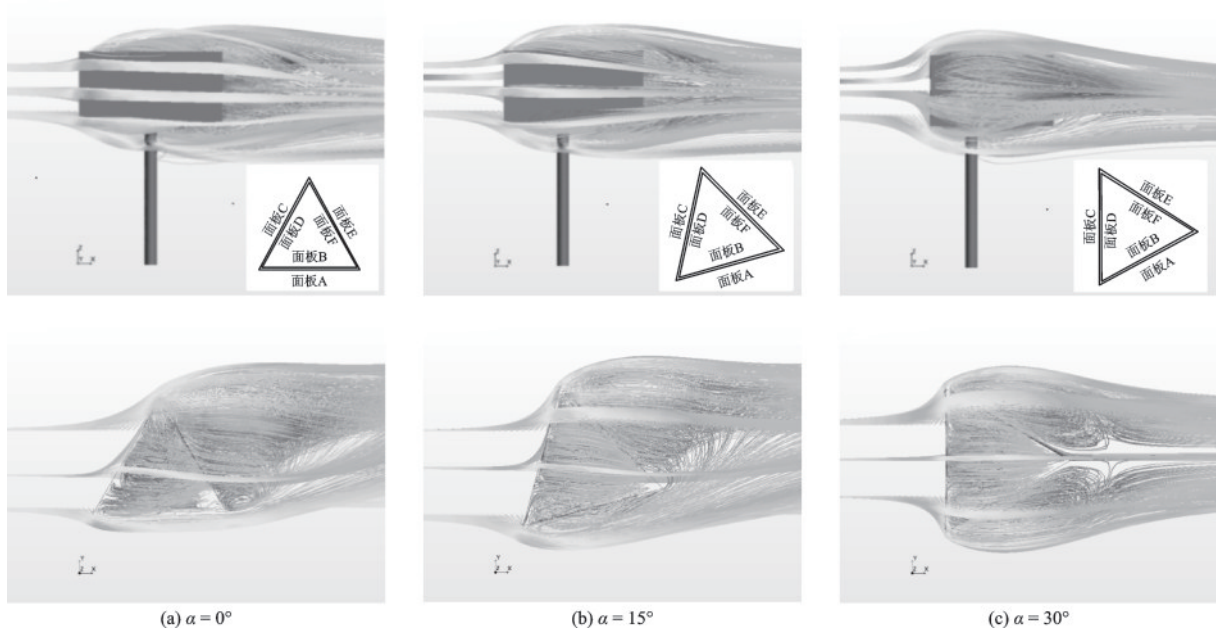 面板C
面板D
面板F
面板E
面板B
面板A
Z
Y X
面板C
面板D
面板F
面板E
面板B
面板A
Z
Y X
面板C
面板D
面板E
面板F
面板B
面板A
Z
Y X
Y
Z X
Y
Z X
Y
Z X
(a) α = 0°
(b) α = 15°
(c) α = 30°